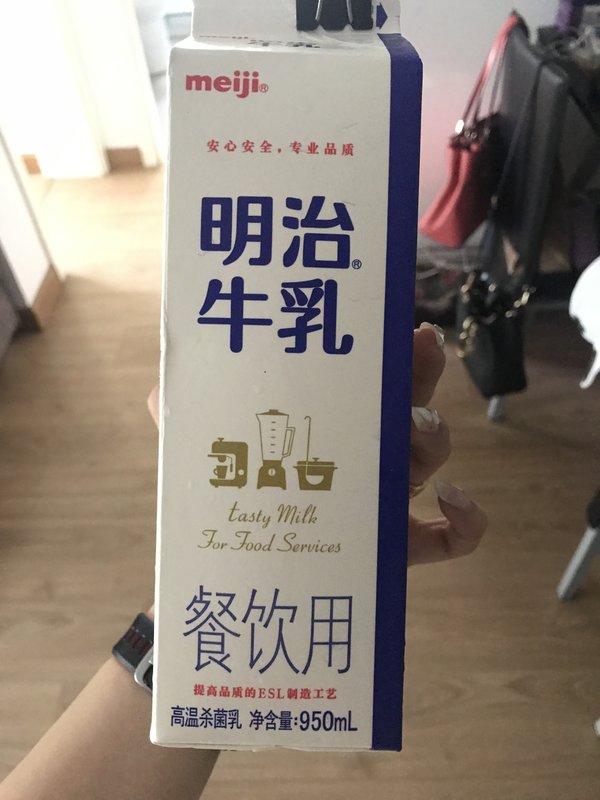 牛乳
meiji®
安心安全，专业品质
明治®
牛乳
tasty Milk
For Food Services
餐饮用
提高品质的ESL制造工艺
高温杀菌乳 净含量:950mL